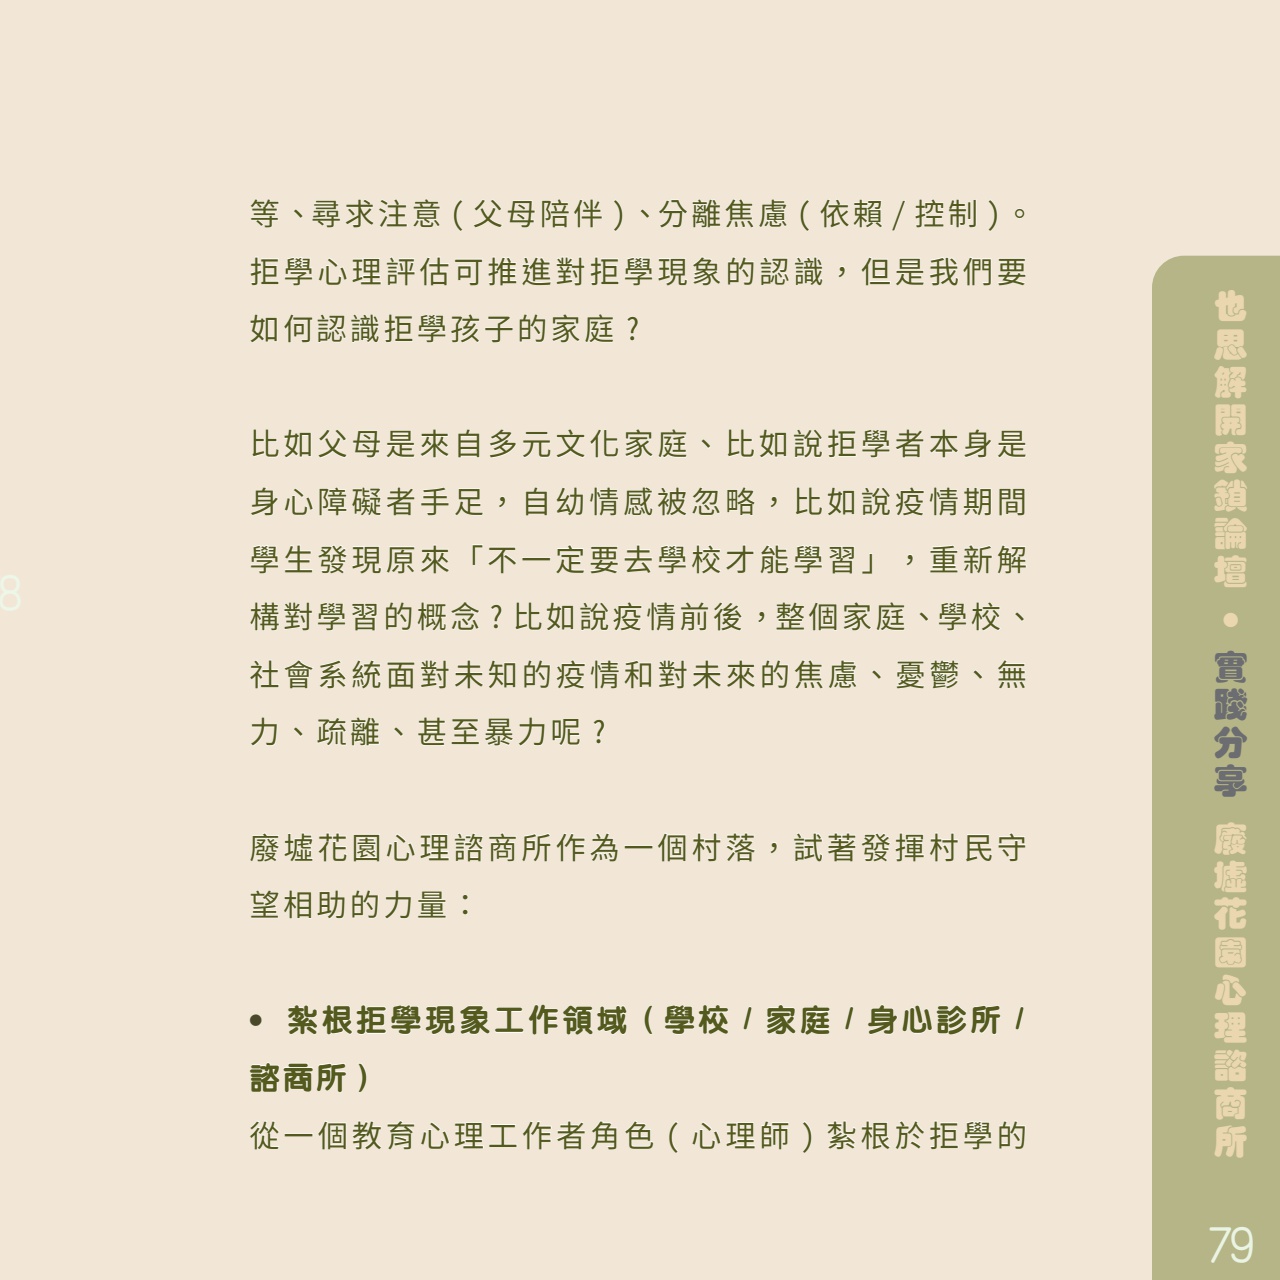 等、尋求注意(父母陪伴)、分離焦慮(依賴/控制)。
拒學心理評估可推進對拒學現象的認識，但是我們要
如何認識拒學孩子的家庭?
比如父母是來自多元文化家庭、比如說拒學者本身是
身心障礙者手足，自幼情感被忽略，比如說疫情期間
學生發現原來「不一定要去學校才能學習」，重新解
構對學習的概念?比如說疫情前後，整個家庭、學校、
社會系統面對未知的疫情和對未來的焦慮、憂鬱、無
力、疏離、甚至暴力呢?
廢墟花園心理諮商所作為一個村落，試著發揮村民守
望相助的力量：
• 紮根拒學現象工作領域(學校/家庭/身心診所/
諮商所)
從一個教育心理工作者角色(心理師)紮根於拒學的
也思解開家鎖論壇•實踐分享 廢墟花園心理諮商所
79
8